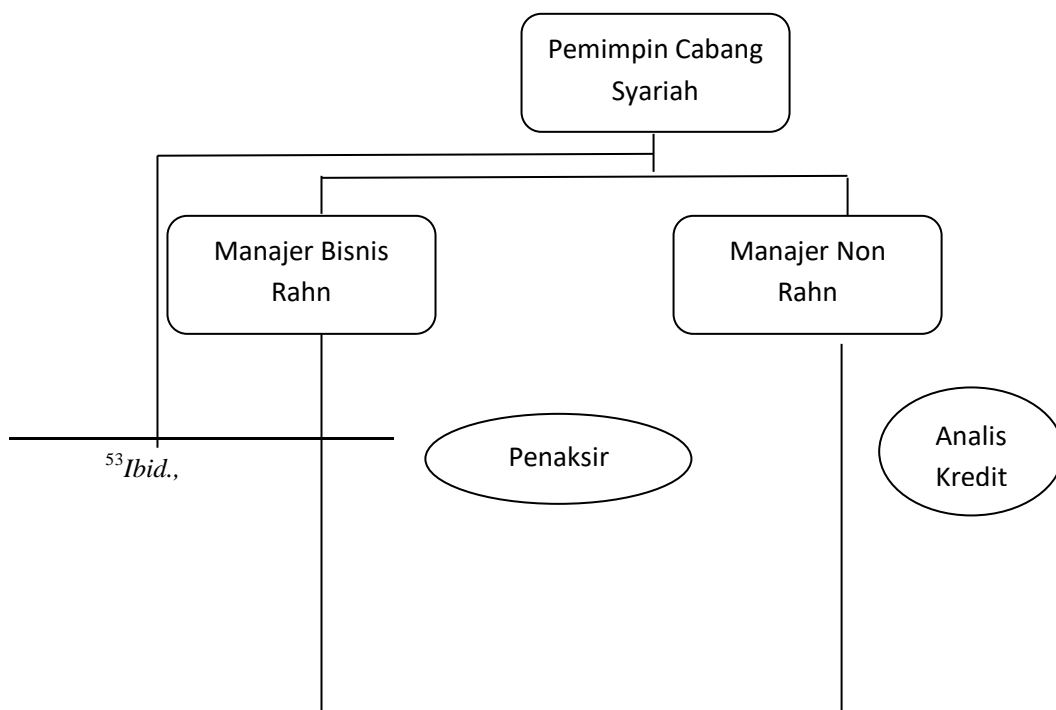 Pemimpin Cabang
Syariah
Manajer Bisnis
Rahn
Manajer Non
Rahn
Penaksir
Analis
Kredit
53Ibid.,